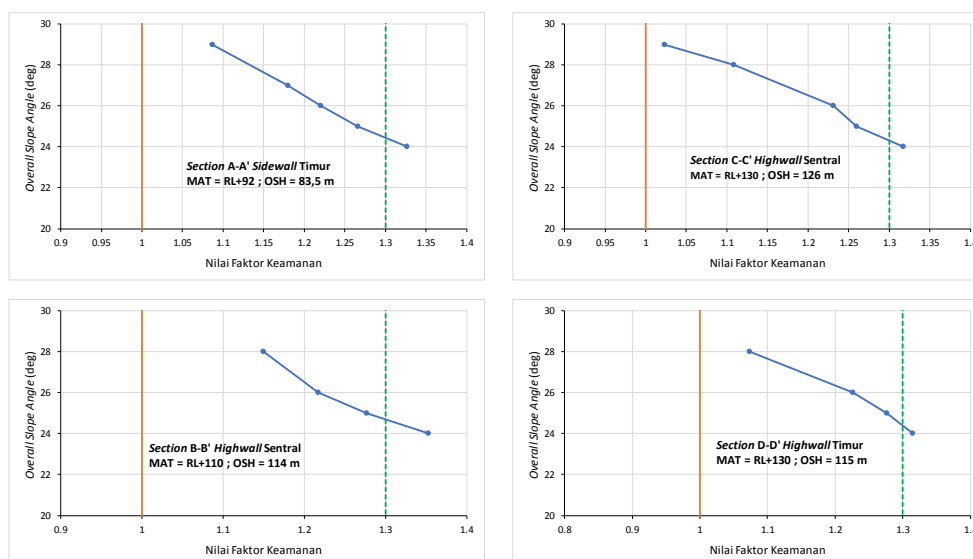 30
28
26
24
22
20
Overall Slope Angle (deg)
Section A-A' Sidewall Timur
MAT = RL+92 ; OSH = 83,5 m
0.9 0.95 1 1.05 1.1 1.15 1.2 1.25 1.3 1.35 1.4
Nilai Faktor Keamanan
30
28
26
24
22
20
Overall Slope Angle (deg)
Section C-C' Highwall Sentral
MAT = RL+130 ; OSH = 126 m
0.9 0.95 1 1.05 1.1 1.15 1.2 1.25 1.3 1.35 1.4
Nilai Faktor Keamanan
30
28
26
24
22
20
Overall Slope Angle (deg)
Section B-B' Highwall Sentral
MAT = RL+110 ; OSH = 114 m
0.9 1 1.1 1.2 1.3 1.4
Nilai Faktor Keamanan
30
28
26
24
22
20
Overall Slope Angle (deg)
Section D-D' Highwall Timur
MAT = RL+130 ; OSH = 115 m
0.8 0.9 1 1.1 1.2 1.3 1.4
Nilai Faktor Keamanan